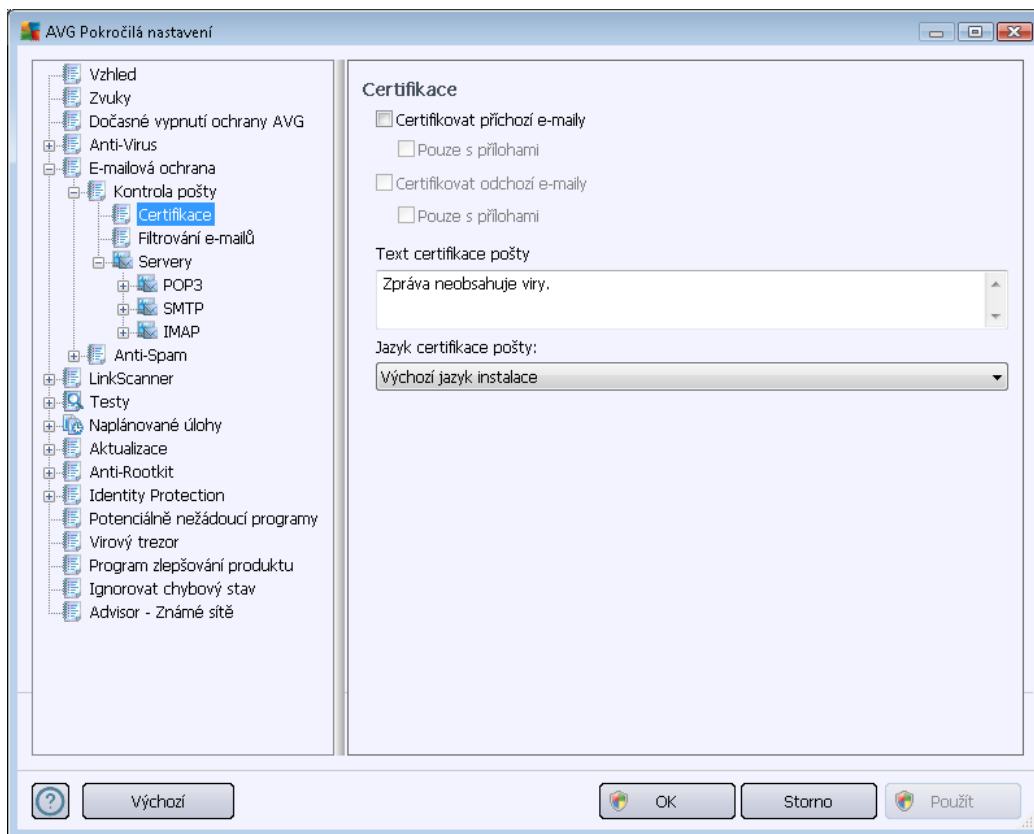 AVG Pokročilá nastavení
Vzhled
Zvuky
Dočasné vypnutí ochrany AVG
Anti-Virus
E-mailová ochrana
Kontrola pošty
Certifikace
Filtrování e-mailů
Servery
POP3
SMTP
IMAP
Anti-Spam
LinkScanner
Testy
Naplánované úlohy
Aktualizace
Anti-Rootkit
Identity Protection
Potenciálně nežádoucí programy
Virový trezor
Program zlepšování produktu
Ignorovat chybový stav
Advisor - Známé sítě
Certifikace
Certifikovat příchozí e-maily
Pouze s přílohami
Certifikovat odchozí e-maily
Pouze s přílohami
Text certifikace pošty
Zpráva neobsahuje viry.
Jazyk certifikace pošty:
Výchozí jazyk instalace
? Výchozí OK Storno Použít